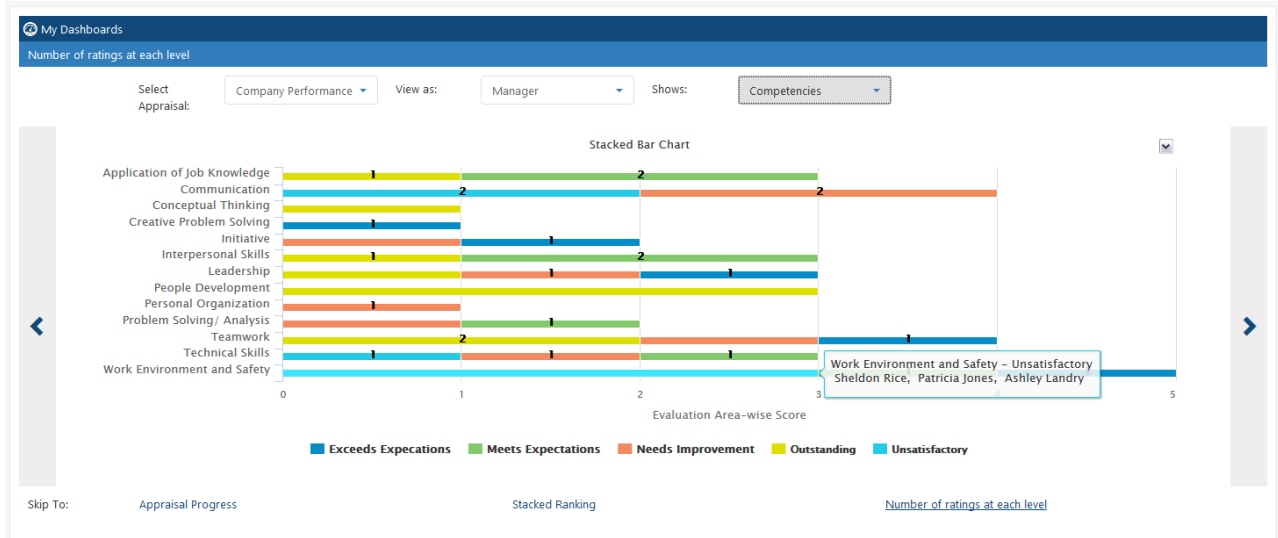 My Dashboards
Number of ratings at each level
Select Appraisal:
Company Performance
View as:
Manager
Shows:
Competencies
Stacked Bar Chart
Application of Job Knowledge 1 2
Communication 2 2
Conceptual Thinking
Creative Problem Solving 1
Initiative 1
Interpersonal Skills 1 2
Leadership 1 1
People Development
Personal Organization 1
Problem Solving/ Analysis 1
Teamwork 2 1
Technical Skills 1 1 1
Work Environment and Safety
Work Environment and Safety – Unsatisfactory
Sheldon Rice, Patricia Jones, Ashley Landry
0 1 2 3 4 5
Evaluation Area-wise Score
Exceeds Expecations Meets Expectations Needs Improvement Outstanding Unsatisfactory
Skip To: Appraisal Progress Stacked Ranking Number of ratings at each level